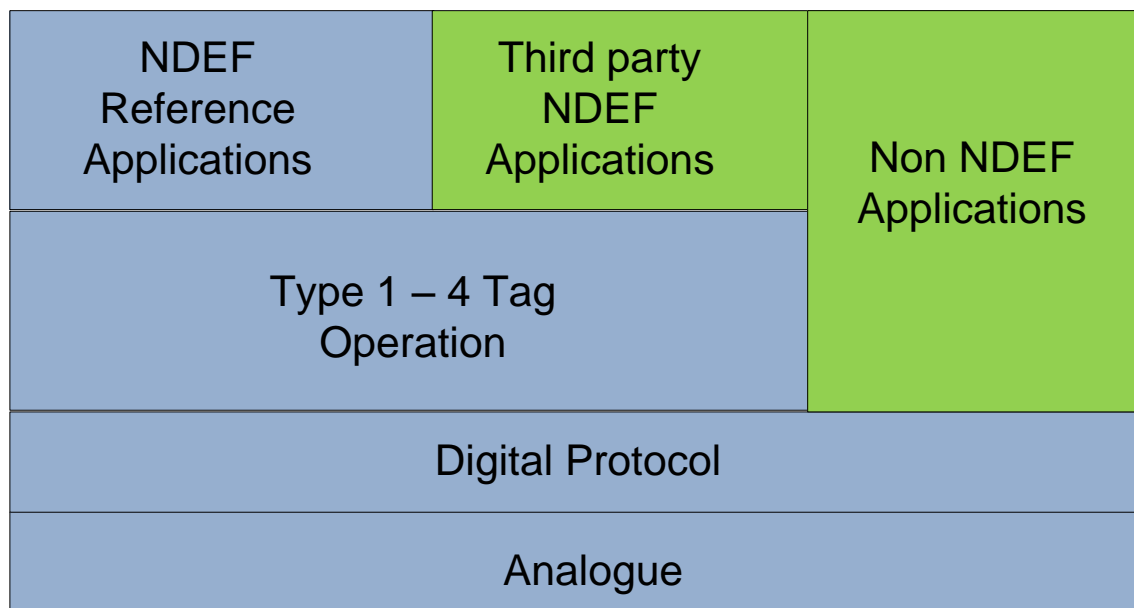 NDEF
Reference
Applications
Third party
NDEF
Applications
Non NDEF
Applications
Type 1 – 4 Tag
Operation
Digital Protocol
Analogue